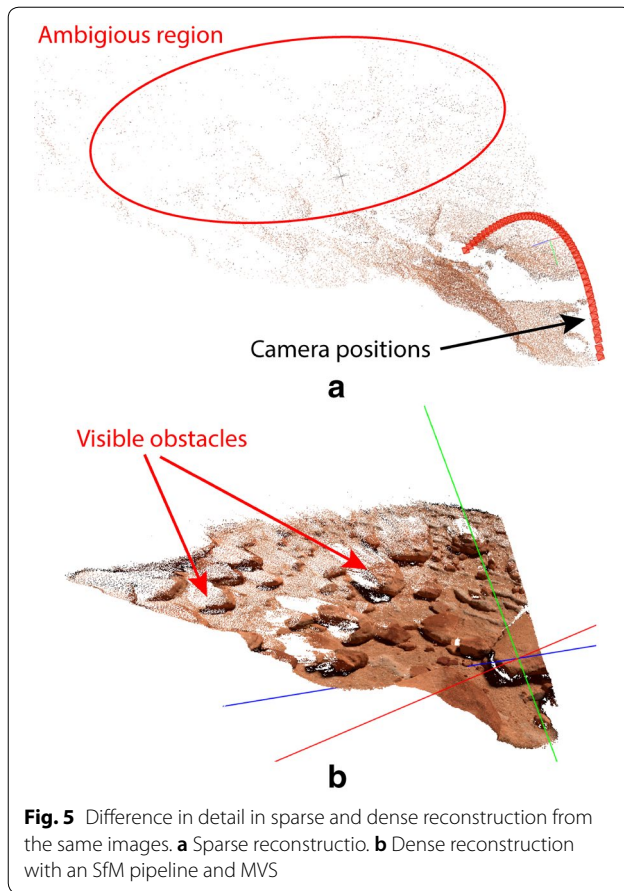 Ambigious region
Camera positions
a
Visible obstacles
b
Fig. 5 Difference in detail in sparse and dense reconstruction from
the same images. a Sparse reconstructio. b Dense reconstruction
with an SfM pipeline and MVS